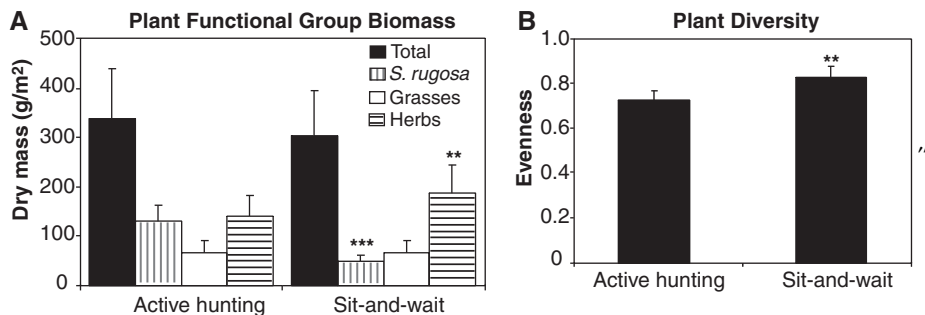 A Plant Functional Group Biomass
500
400
300
200
100
0
Dry mass (g/m²)
Total
S. rugosa
Grasses
Herbs
***
**
Active hunting Sit-and-wait
B Plant Diversity
1.0
0.8
0.6
0.4
0.2
0
Evenness
**
Active hunting Sit-and-wait